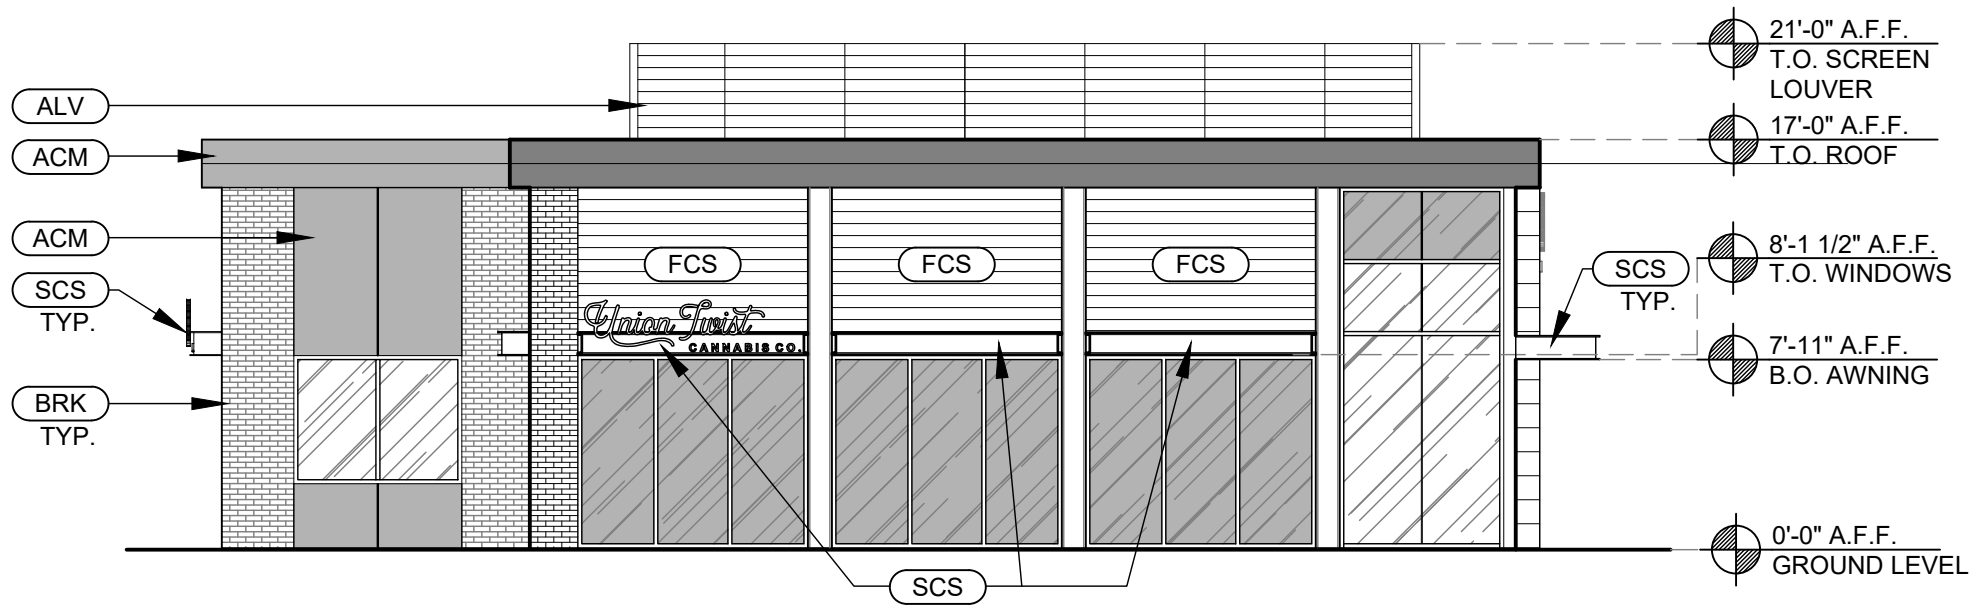 21'-0" A.F.F.
T.O. SCREEN
LOUVER
ALV
17'-0" A.F.F.
T.O. ROOF
ACM
ACM
8'-1 1/2" A.F.F.
T.O. WINDOWS
FCS
FCS
FCS
SCS
TYP.
SCS
TYP.
Union Twist
CANNABIS CO.
7'-11" A.F.F.
B.O. AWNING
BRK
TYP.
0'-0" A.F.F.
GROUND LEVEL
SCS